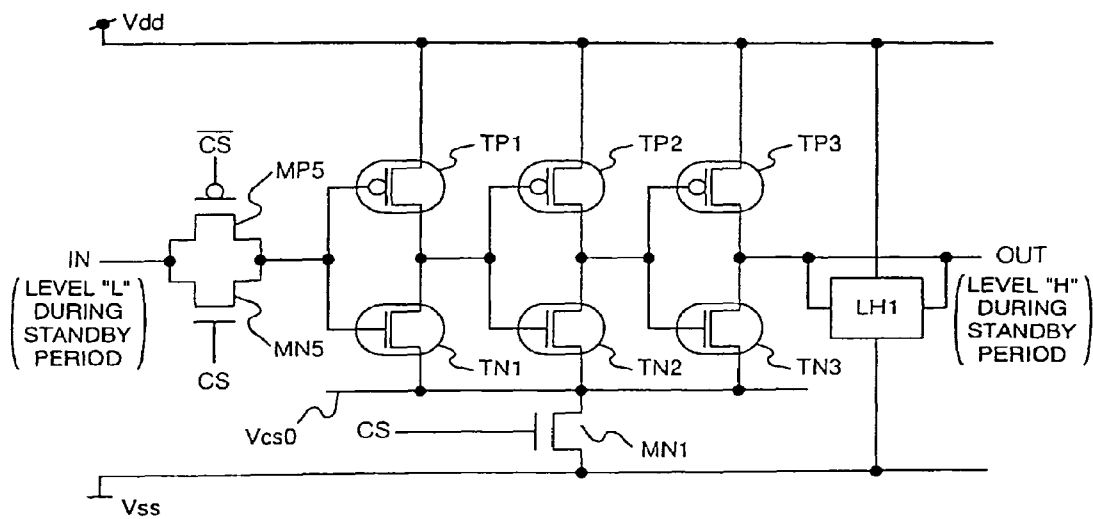 Vdd
CS
MP5
TP1
TP2
TP3
IN
(LEVEL "L"
DURING
STANDBY
PERIOD)
MN5
CS
TN1
TN2
TN3
LH1
OUT
(LEVEL "H"
DURING
STANDBY
PERIOD)
Vcs0
CS
MN1
Vss